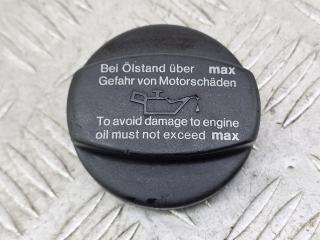 Bei Ölstand über max
Gefahr von Motorschäden
To avoid damage to engine
oil must not exceed max